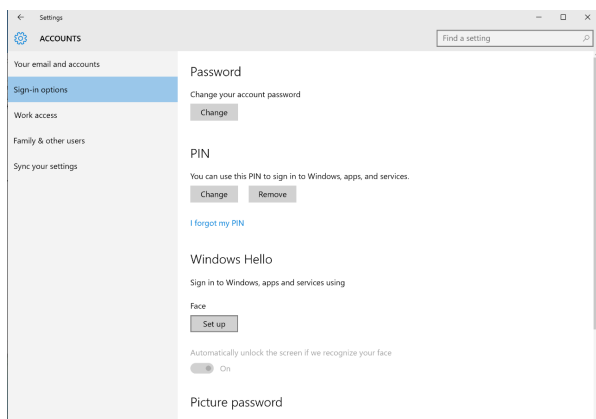 Settings
ACCOUNTS
Find a setting
Your email and accounts
Sign-in options
Work access
Family & other users
Sync your settings
Password
Change your account password
Change
PIN
You can use this PIN to sign in to Windows, apps, and services.
Change Remove
I forgot my PIN
Windows Hello
Sign in to Windows, apps and services using
Face
Set up
Automatically unlock the screen if we recognize your face
On
Picture password